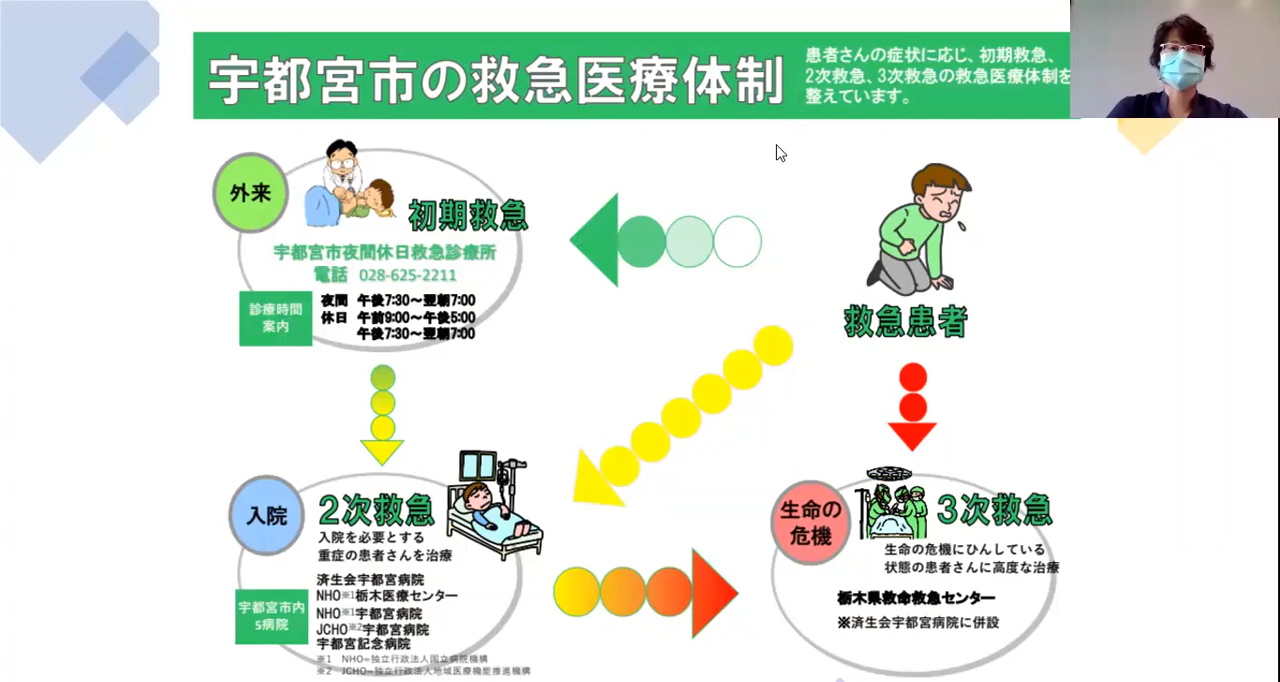 宇都宮市の救急医療体制
患者さんの症状に応じ、初期救急、
2次救急、3次救急の救急医療体制を
整えています。
外来
初期救急
宇都宮市夜間休日救急診療所
電話 028-625-2211
診療時間
案内
夜間 午後7:30～翌朝7:00
休日 午前9:00～午後5:00
午後7:30～翌朝7:00
救急患者
入院
2次救急
入院を必要とする
重症の患者さんを治療
宇都宮市内
5病院
済生会宇都宮病院
NHO※1栃木医療センター
NHO※1宇都宮病院
JCHO※2宇都宮病院
宇都宮記念病院
※1 NHO=独立行政法人国立病院機構
※2 JCHO=独立行政法人地域医療機能推進機構
生命の
危機
3次救急
生命の危機にひんしている
状態の患者さんに高度な治療
栃木県救命救急センター
※済生会宇都宮病院に併設